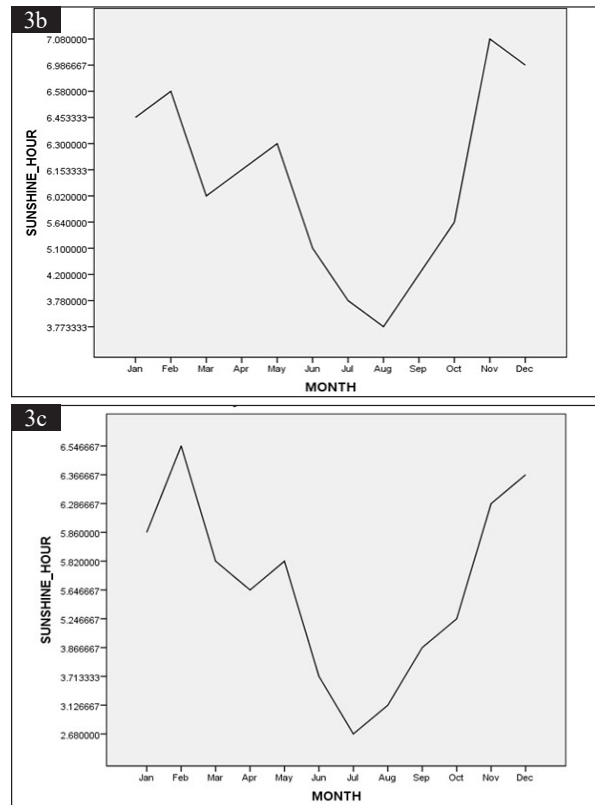 3b
7.080000
6.986667
6.580000
6.453333
6.300000
6.153333
6.020000
5.640000
5.100000
4.200000
3.780000
3.773333
SUNSHINE_HOUR
Jan Feb Mar Apr May Jun Jul Aug Sep Oct Nov Dec
MONTH
3c
6.546667
6.366667
6.286667
5.860000
5.820000
5.646667
5.246667
3.866667
3.713333
3.126667
2.680000
SUNSHINE_HOUR
Jan Feb Mar Apr May Jun Jul Aug Sep Oct Nov Dec
MONTH